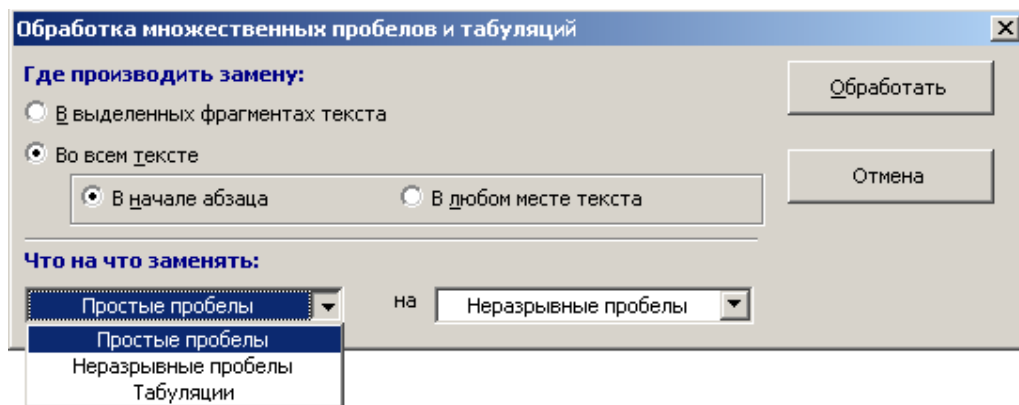 Обработка множественных пробелов и табуляций
Где производить замену:
Обработать
В выделенных фрагментах текста
Во всем тексте
Отмена
В начале абзаца
В любом месте текста
Что на что заменять:
Простые пробелы
на
Неразрывные пробелы
Простые пробелы
Неразрывные пробелы
Табуляции